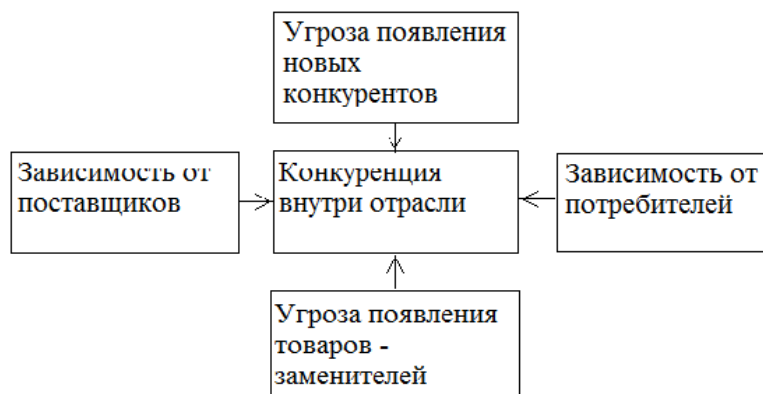 Угроза появления
новых
конкурентов
Зависимость от
поставщиков
Конкуренция
внутри отрасли
Зависимость от
потребителей
Угроза появления
товаров -
заменителей